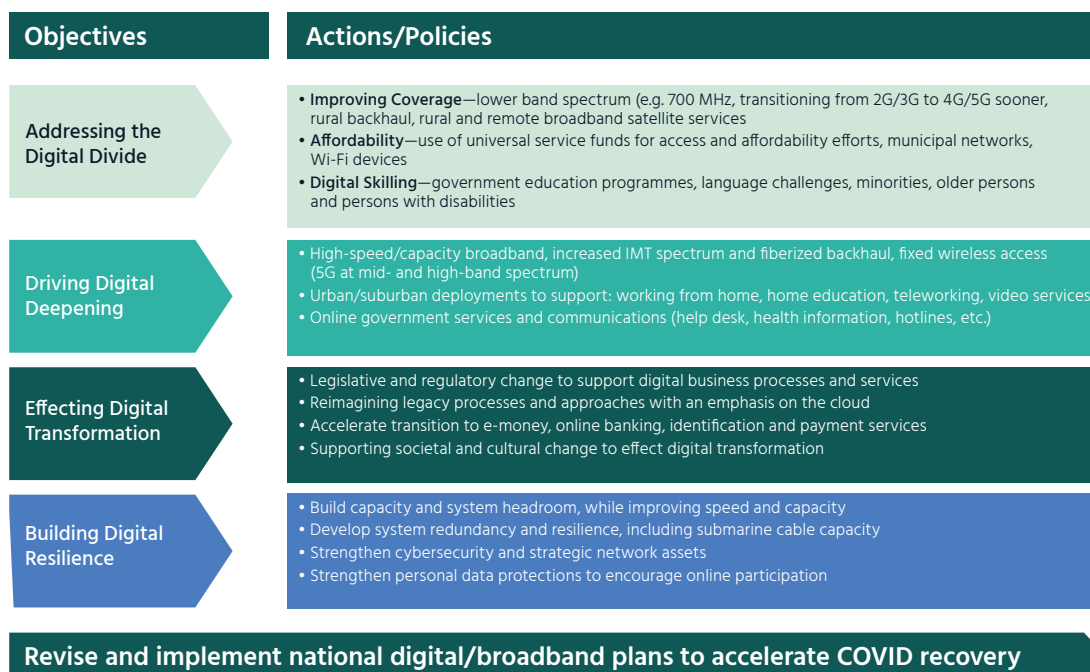 Objectives
Actions/Policies
Addressing the
Digital Divide
• Improving Coverage—lower band spectrum (e.g. 700 MHz, transitioning from 2G/3G to 4G/5G sooner,
rural backhaul, rural and remote broadband satellite services
• Affordability—use of universal service funds for access and affordability efforts, municipal networks,
Wi-Fi devices
• Digital Skilling—government education programmes, language challenges, minorities, older persons
and persons with disabilities
Driving Digital
Deepening
• High-speed/capacity broadband, increased IMT spectrum and fiberized backhaul, fixed wireless access
(5G at mid- and high-band spectrum)
• Urban/suburban deployments to support: working from home, home education, teleworking, video services
• Online government services and communications (help desk, health information, hotlines, etc.)
Effecting Digital
Transformation
• Legislative and regulatory change to support digital business processes and services
• Reimagining legacy processes and approaches with an emphasis on the cloud
• Accelerate transition to e-money, online banking, identification and payment services
• Supporting societal and cultural change to effect digital transformation
Building Digital
Resilience
• Build capacity and system headroom, while improving speed and capacity
• Develop system redundancy and resilience, including submarine cable capacity
• Strengthen cybersecurity and strategic network assets
• Strengthen personal data protections to encourage online participation
Revise and implement national digital/broadband plans to accelerate COVID recovery